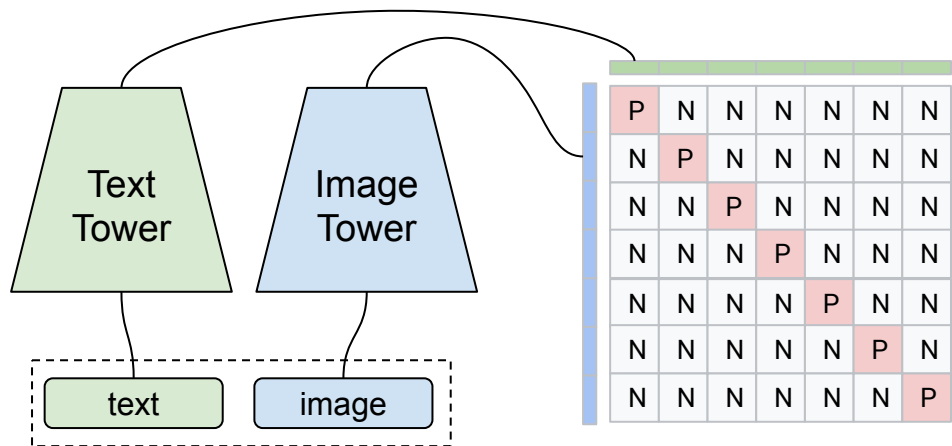 Text
Tower
Image
Tower
text
image
P N N N N N N
N P N N N N N
N N P N N N N
N N N P N N N
N N N N P N N
N N N N N P N
N N N N N N P